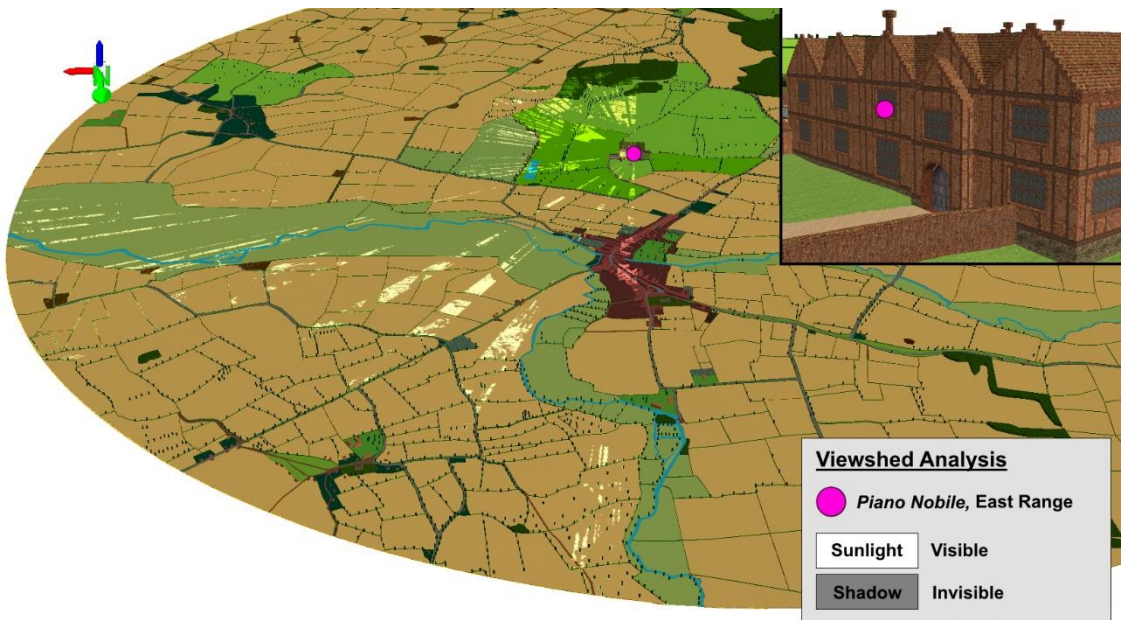 N
Viewshed Analysis
Piano Nobile, East Range
Sunlight Visible
Shadow Invisible